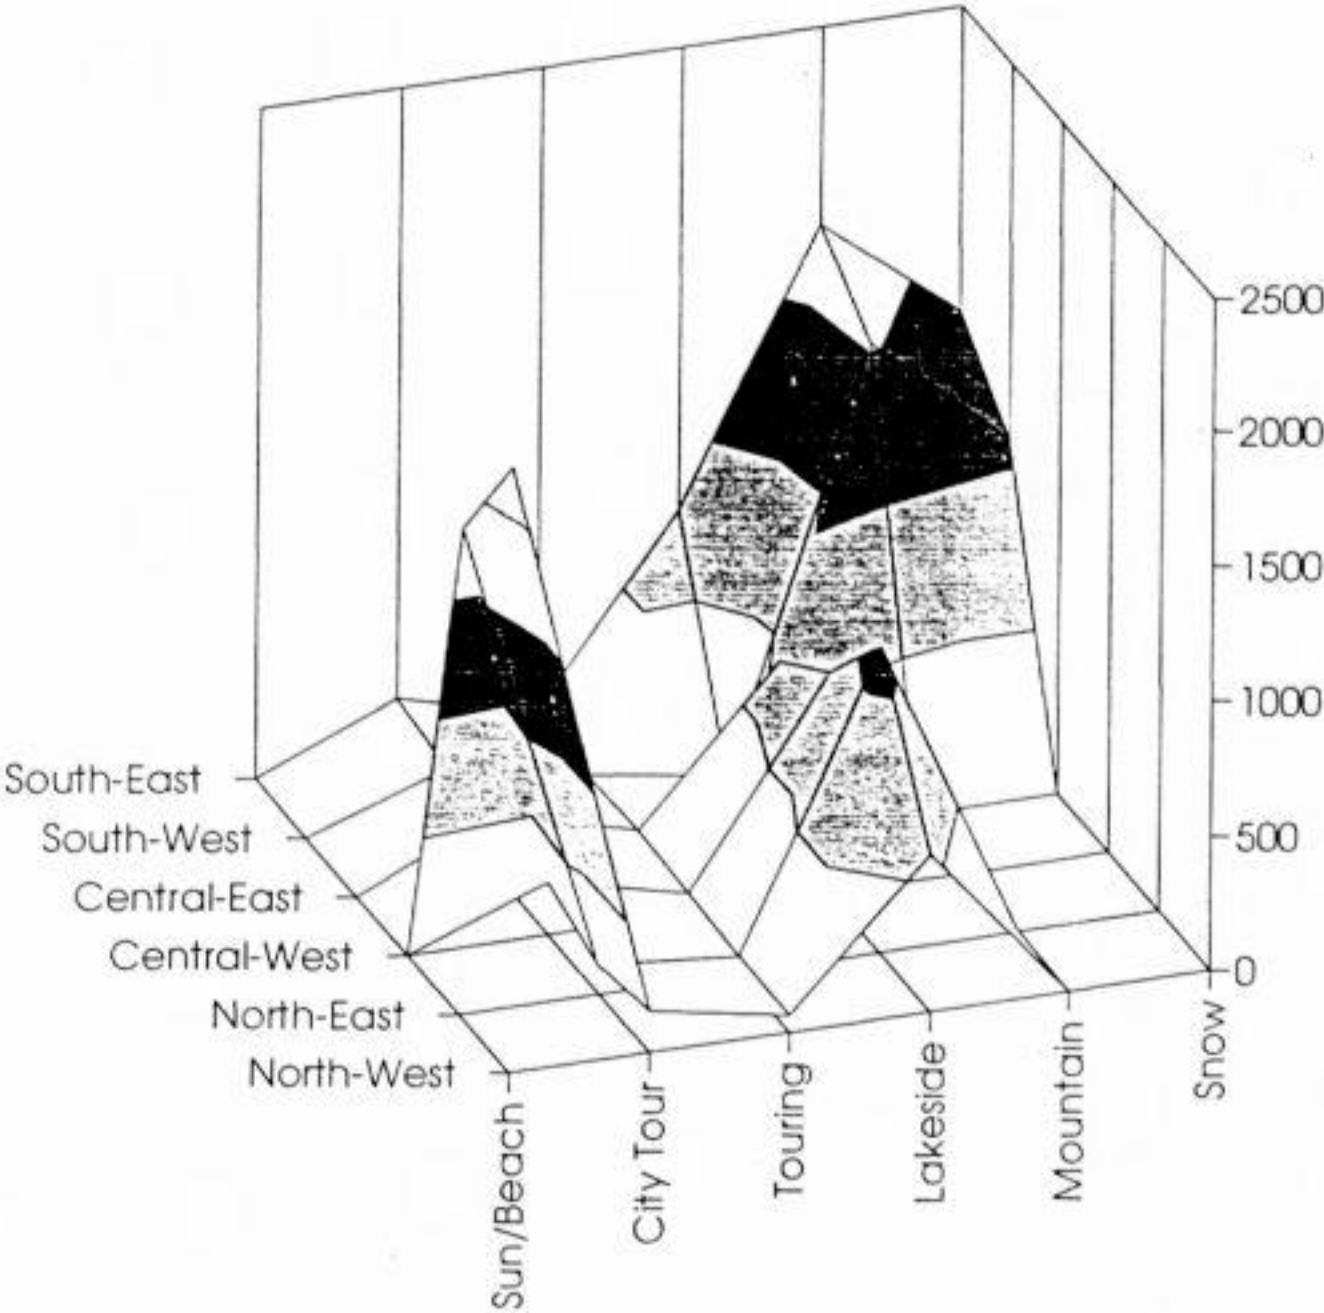 2500
2000
1500
1000
500
0
South-East
South-West
Central-East
Central-West
North-East
North-West
Sun/Beach
City Tour
Touring
Lakeside
Mountain
Snow